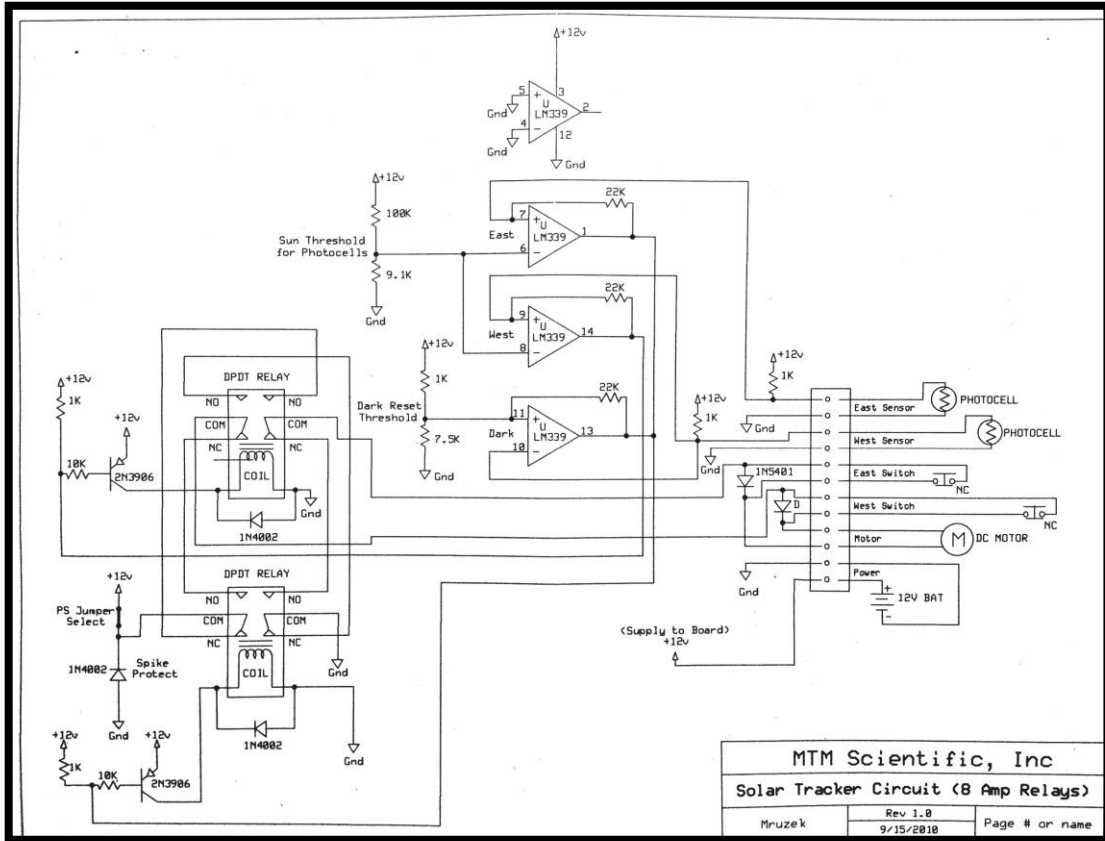 +12v
5
+
3
U
LM339
2
Gnd
4
-
12
Gnd
Gnd
+12v
100K
Sun Threshold
for Photocells
9.1K
Gnd
22K
7
+
U
LM339
1
East
6
-
22K
9
+
U
LM339
14
West
8
-
+12v
1K
Dark Reset
Threshold
7.5K
Gnd
22K
11
+
U
LM339
13
Dark
10
-
+12v
1K
+12v
1K
East Sensor
PHOTOCELL
Gnd
West Sensor
PHOTOCELL
Gnd
1N5401
East Switch
NC
D
West Switch
NC
Motor
M
DC MOTOR
Gnd
Power
+
12V BAT
-
(Supply to Board)
+12v
DPDT RELAY
NO
NO
COM
COM
NC
NC
COIL
+12v
1K
+12v
10K
2N3906
Gnd
1N4002
DPDT RELAY
NO
NO
COM
COM
NC
NC
COIL
+12v
PS Jumper
Select
1N4002
Spike
Protect
Gnd
Gnd
1N4002
Gnd
+12v
1K
+12v
10K
2N3906
MTM Scientific, Inc
Solar Tracker Circuit (8 Amp Relays)
Mruzek
Rev 1.0
9/15/2010
Page # or name